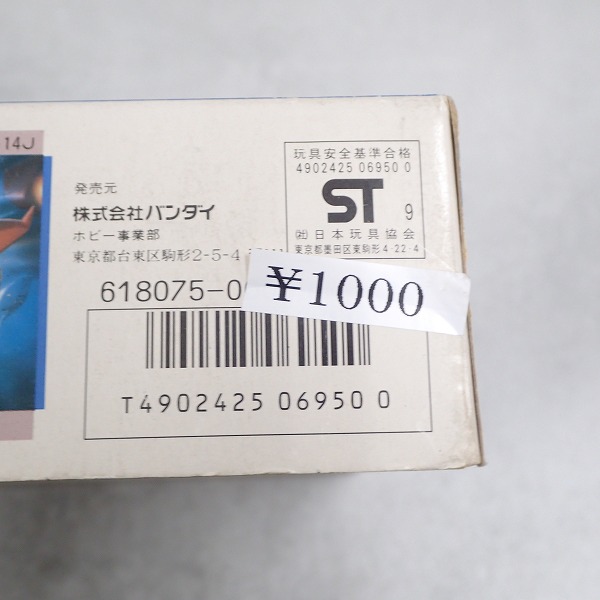 14J
発売元
株式会社バンダイ
ホビー事業部
東京都台東区駒形2-5-4
618075-0
玩具安全基準合格
4902425 06950 0
ST 9
㈳日本玩具協会
東京都墨田区東駒形4-22-4
¥1000
T4902425 06950 0